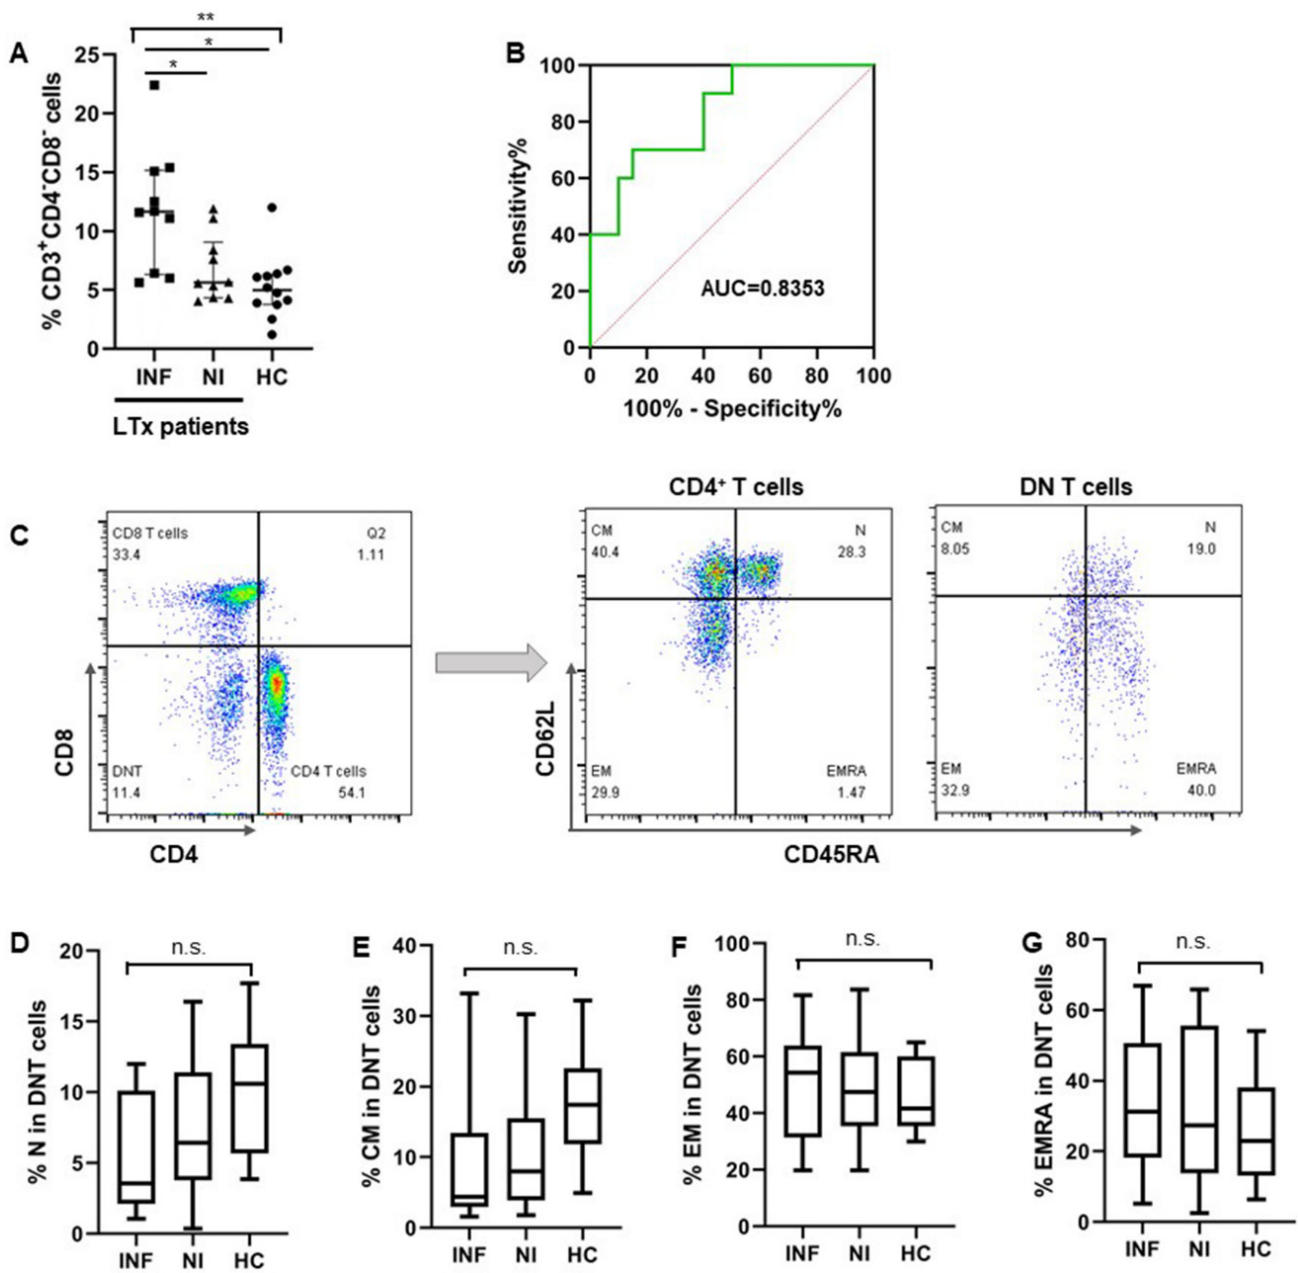 A
**
*
*
% CD3+CD4-CD8- cells
25
20
15
10
5
0
INF NI HC
LTx patients
B
Sensitivity%
100
80
60
40
20
0
AUC=0.8353
0 20 40 60 80 100
100% - Specificity%
C
CD8 T cells
33.4
Q2
1.11
DNT
11.4
CD4 T cells
54.1
CD8
CD4
CD4+ T cells
CM
40.4
N
28.3
EM
29.9
EMRA
1.47
CD62L
DN T cells
CM
8.05
N
19.0
EM
32.9
EMRA
40.0
CD45RA
D
n.s.
% N in DNT cells
20
15
10
5
0
INF NI HC
E
n.s.
% CM in DNT cells
40
30
20
10
0
INF NI HC
F
n.s.
% EM in DNT cells
100
80
60
40
20
0
INF NI HC
G
n.s.
% EMRA in DNT cells
80
60
40
20
0
INF NI HC